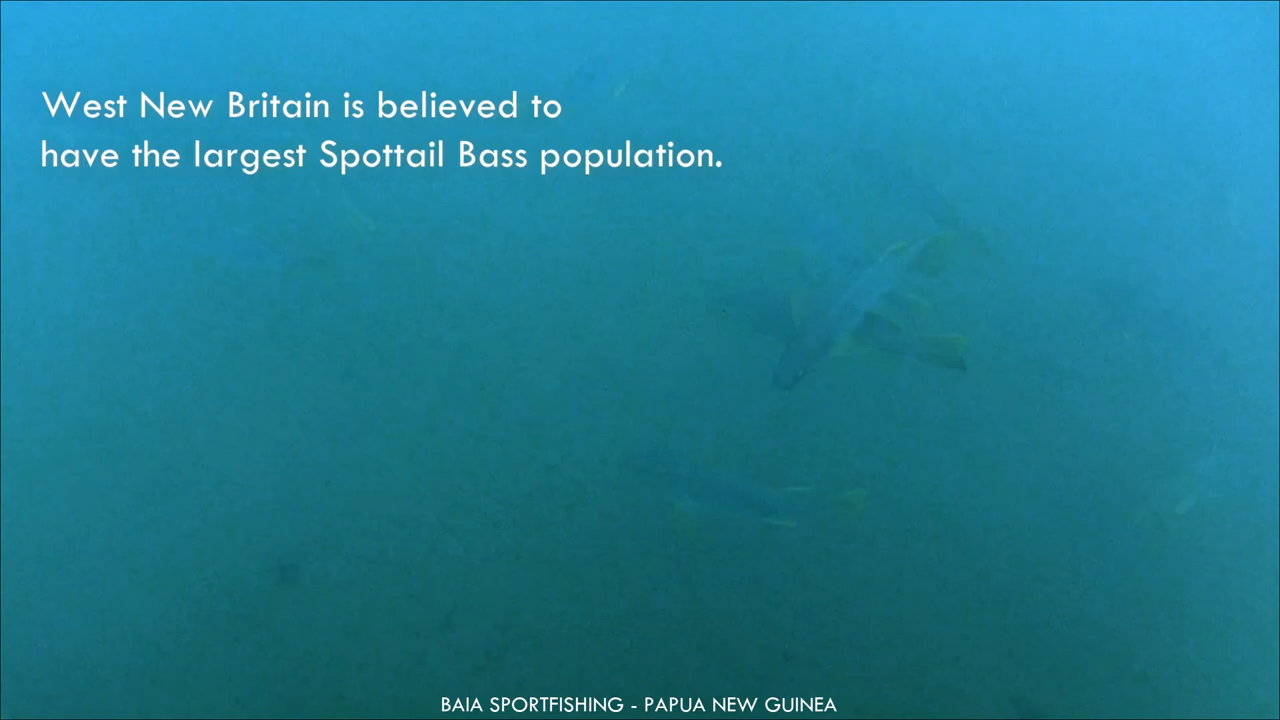 West New Britain is believed to
have the largest Spottail Bass population.
BAIA SPORTFISHING - PAPUA NEW GUINEA